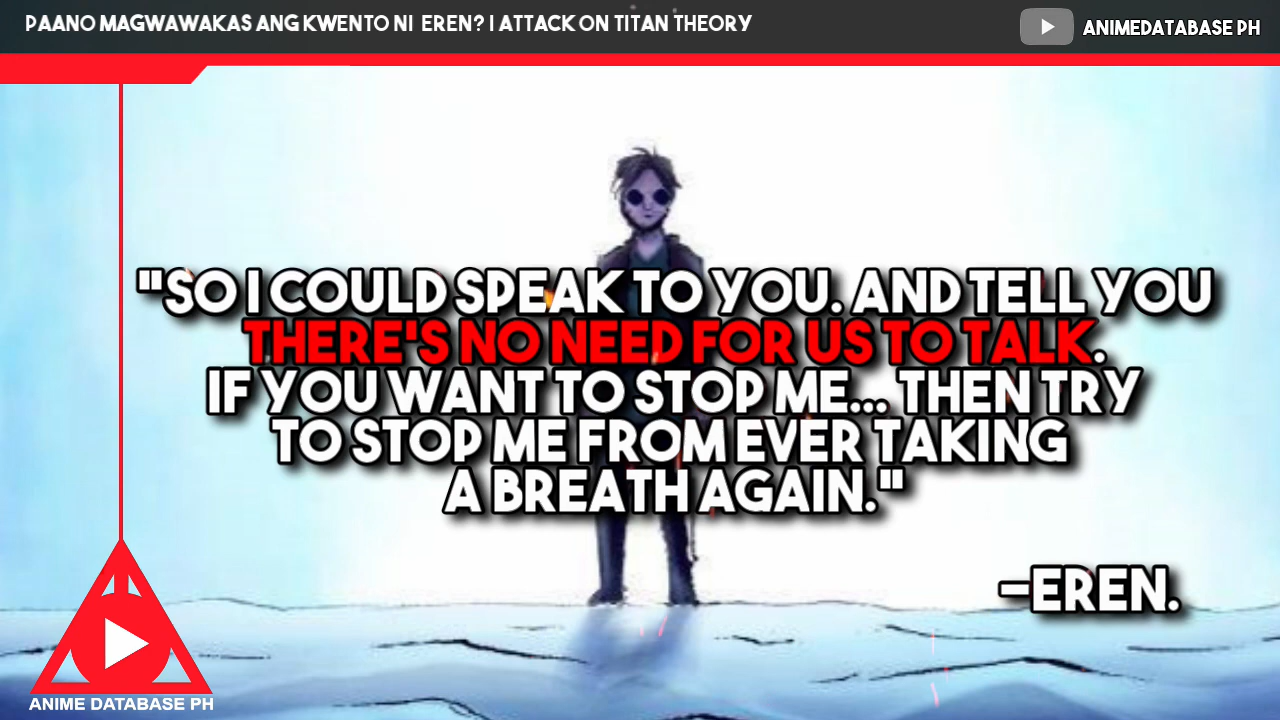 PAANO MAGWAWAKAS ANG KWENTO NI EREN? | ATTACK ON TITAN THEORY
ANIMEDATABASE PH
"SO I COULD SPEAK TO YOU. AND TELL YOU
THERE'S NO NEED FOR US TO TALK.
IF YOU WANT TO STOP ME... THEN TRY
TO STOP ME FROM EVER TAKING
A BREATH AGAIN."
-EREN.
ANIME DATABASE PH